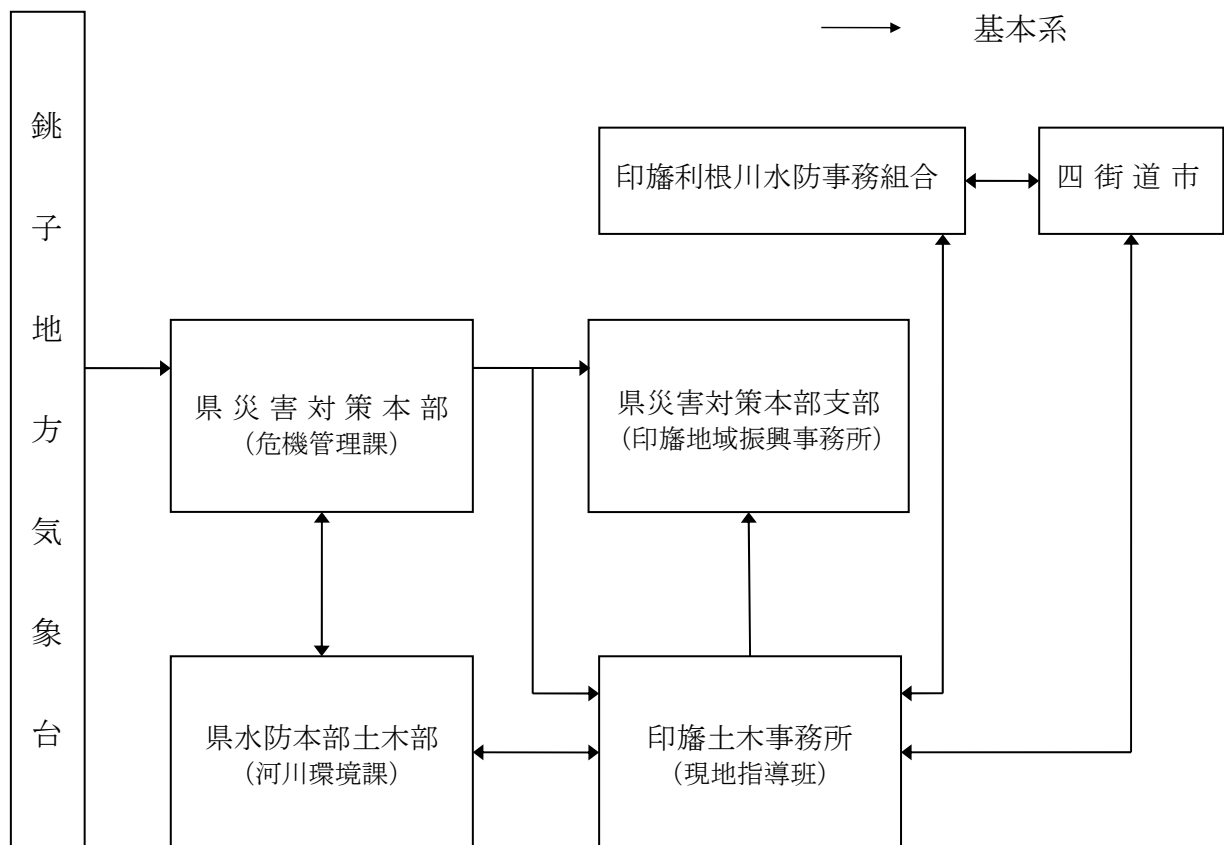 基本系
銚子地方気象台
印旛利根川水防事務組合
四街道市
県災害対策本部
（危機管理課）
県災害対策本部支部
（印旛地域振興事務所）
県水防本部土木部
（河川環境課）
印旛土木事務所
（現地指導班）